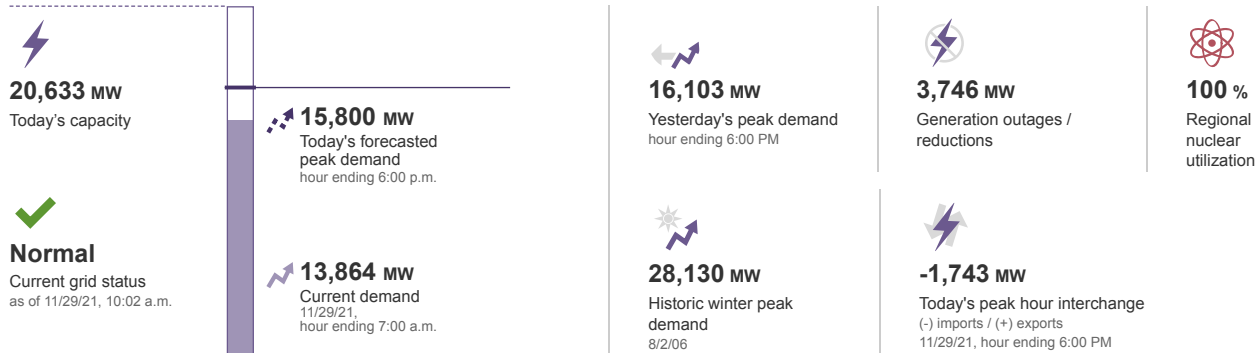 20,633 MW
Today's capacity
Normal
Current grid status
as of 11/29/21, 10:02 a.m.
15,800 MW
Today's forecasted
peak demand
hour ending 6:00 p.m.
13,864 MW
Current demand
11/29/21,
hour ending 7:00 a.m.
16,103 MW
Yesterday's peak demand
hour ending 6:00 PM
3,746 MW
Generation outages /
reductions
100 %
Regional
nuclear
utilization
28,130 MW
Historic winter peak
demand
8/2/06
-1,743 MW
Today's peak hour interchange
(-) imports / (+) exports
11/29/21, hour ending 6:00 PM